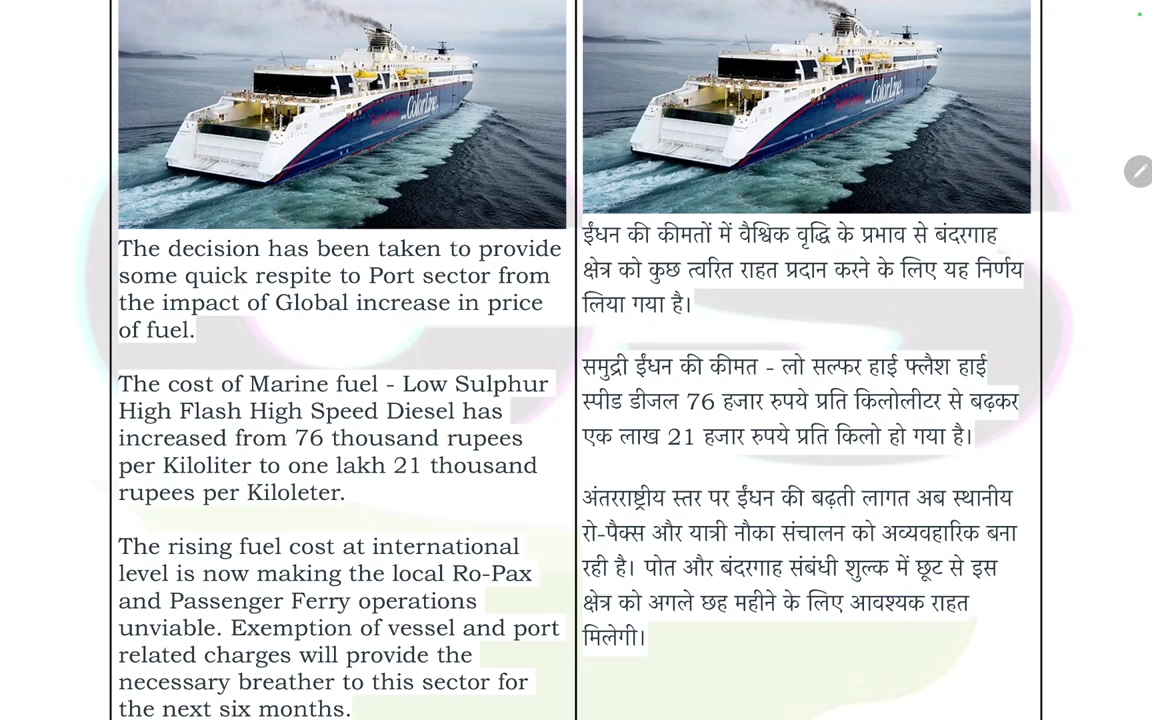 ColorLine
The decision has been taken to provide
some quick respite to Port sector from
the impact of Global increase in price
of fuel.
The cost of Marine fuel - Low Sulphur
High Flash High Speed Diesel has
increased from 76 thousand rupees
per Kiloliter to one lakh 21 thousand
rupees per Kiloleter.
The rising fuel cost at international
level is now making the local Ro-Pax
and Passenger Ferry operations
unviable. Exemption of vessel and port
related charges will provide the
necessary breather to this sector for
the next six months.
ColorLine
ईंधन की कीमतों में वैश्विक वृद्धि के प्रभाव से बंदरगाह
क्षेत्र को कुछ त्वरित राहत प्रदान करने के लिए यह निर्णय
लिया गया है।
समुद्री ईंधन की कीमत - लो सल्फर हाई फ्लैश हाई
स्पीड डीजल 76 हजार रुपये प्रति किलोलीटर से बढ़कर
एक लाख 21 हजार रुपये प्रति किलो हो गया है।
अंतरराष्ट्रीय स्तर पर ईंधन की बढ़ती लागत अब स्थानीय
रो-पैक्स और यात्री नौका संचालन को अव्यवहारिक बना
रही है। पोत और बंदरगाह संबंधी शुल्क में छूट से इस
क्षेत्र को अगले छह महीने के लिए आवश्यक राहत
मिलेगी।